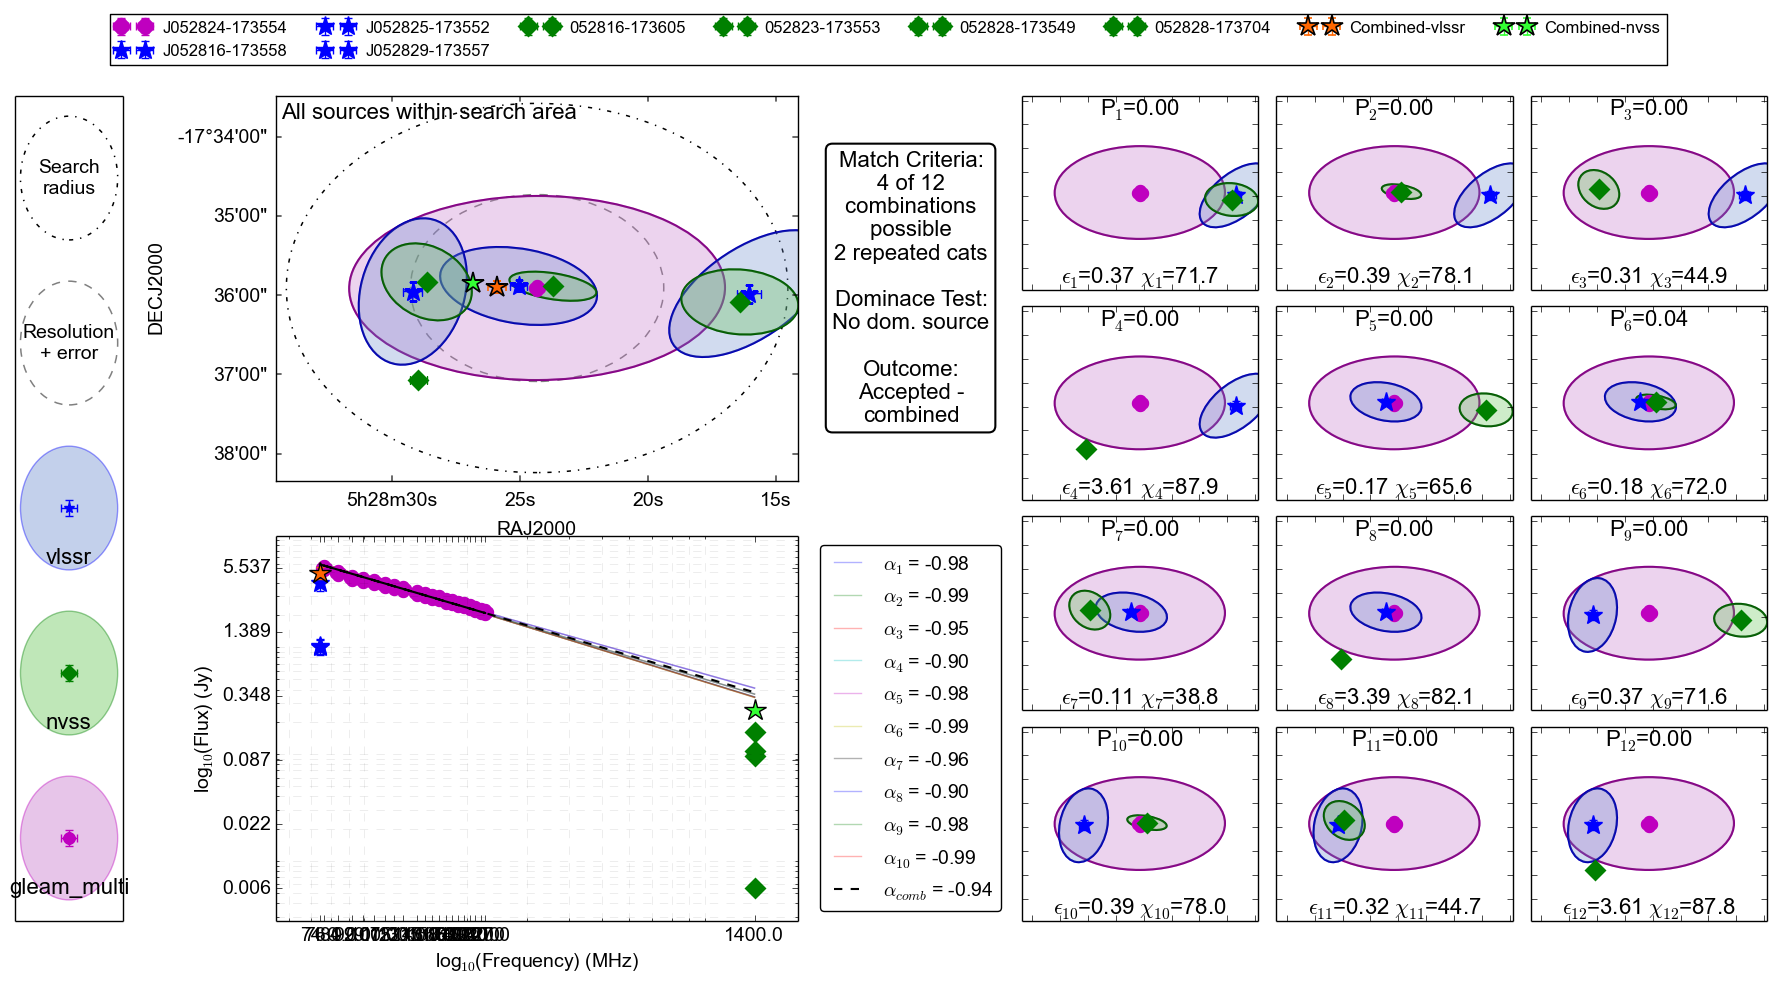 J052824-173554
J052816-173558
J052825-173552
J052829-173557
052816-173605
052823-173553
052828-173549
052828-173704
Combined-vlssr
Combined-nvss
Search
radius
Resolution
+ error
vlssr
nvss
gleam_multi
All sources within search area
DECJ2000
-17°34'00"
35'00"
36'00"
37'00"
38'00"
5h28m30s
25s
20s
15s
RAJ2000
Match Criteria:
4 of 12
combinations
possible
2 repeated cats
Dominace Test:
No dom. source
Outcome:
Accepted -
combined
log10(Flux) (Jy)
5.537
1.389
0.348
0.087
0.022
0.006
1400.0
log10(Frequency) (MHz)
α1 = -0.98
α2 = -0.99
α3 = -0.95
α4 = -0.90
α5 = -0.98
α6 = -0.99
α7 = -0.96
α8 = -0.90
α9 = -0.98
α10 = -0.99
αcomb = -0.94
P1=0.00
ϵ1=0.37 χ1=71.7
P2=0.00
ϵ2=0.39 χ2=78.1
P3=0.00
ϵ3=0.31 χ3=44.9
P4=0.00
ϵ4=3.61 χ4=87.9
P5=0.00
ϵ5=0.17 χ5=65.6
P6=0.04
ϵ6=0.18 χ6=72.0
P7=0.00
ϵ7=0.11 χ7=38.8
P8=0.00
ϵ8=3.39 χ8=82.1
P9=0.00
ϵ9=0.37 χ9=71.6
P10=0.00
ϵ10=0.39 χ10=78.0
P11=0.00
ϵ11=0.32 χ11=44.7
P12=0.00
ϵ12=3.61 χ12=87.8